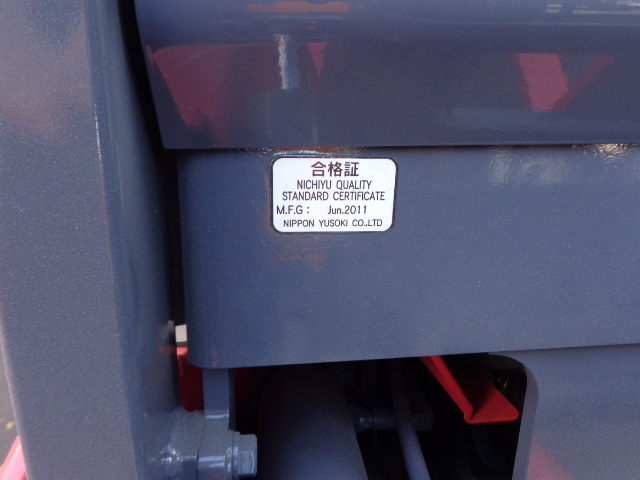 合格証
NICHIYU QUALITY
STANDARD CERTIFICATE
M.F.G : Jun.2011
NIPPON YUSOKI CO.,LTD